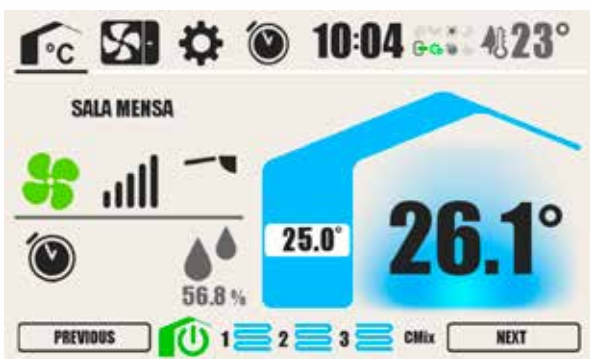 °C 10:04 23°
SALA MENSA
25.0°
26.1°
56.8 %
PREVIOUS 1 2 3 CMix NEXT